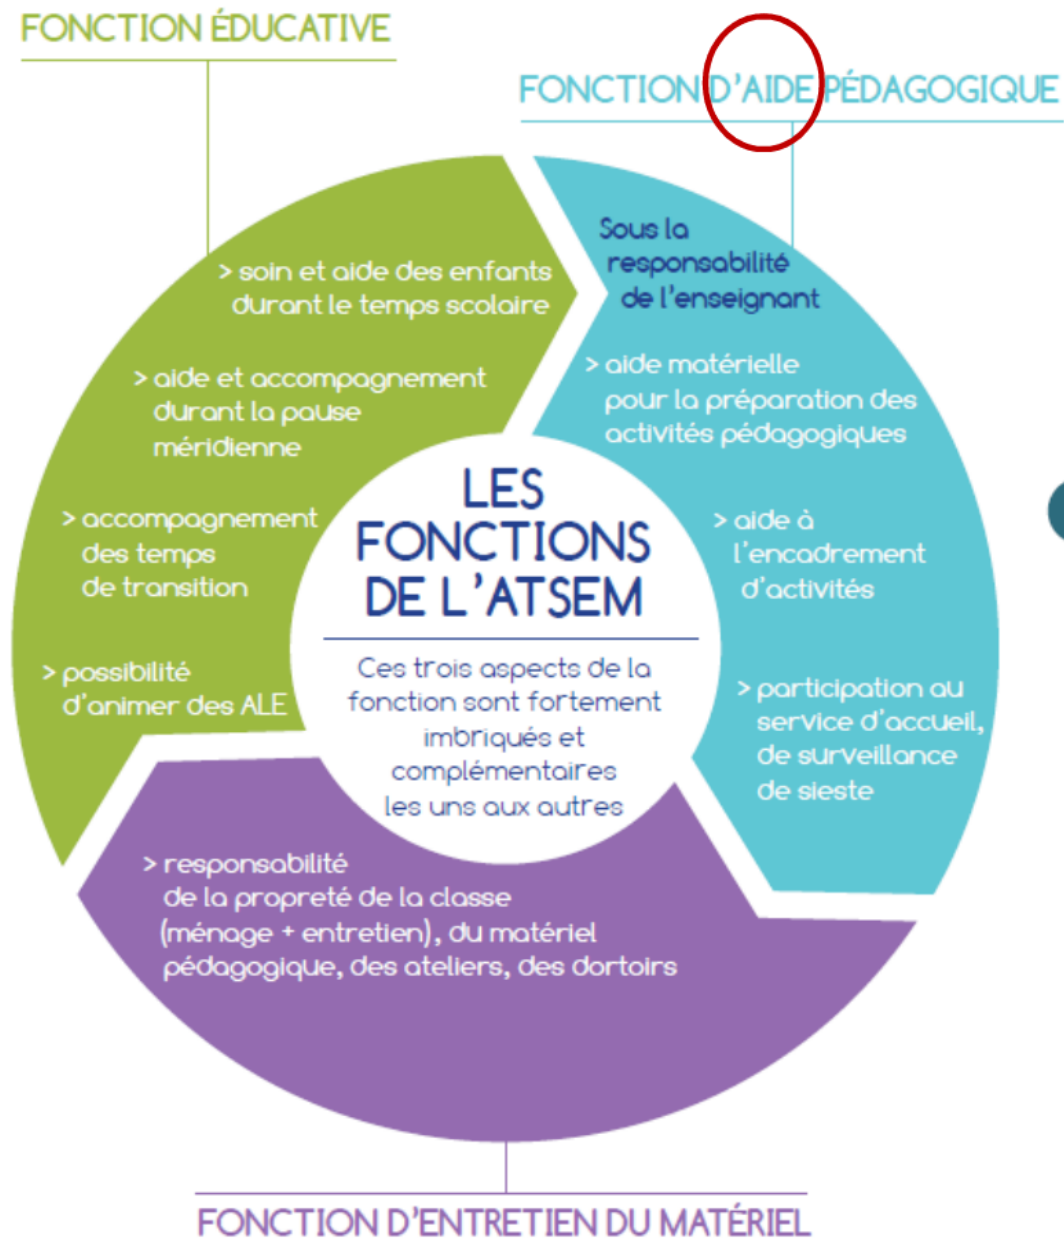 FONCTION ÉDUCATIVE
> soin et aide des enfants
durant le temps scolaire
> aide et accompagnement
durant la pause
méridienne
> accompagnement
des temps
de transition
> possibilité
d'animer des ALE
FONCTION D'AIDE PÉDAGOGIQUE
Sous la
responsabilité
de l'enseignant
> aide matérielle
pour la préparation des
activités pédagogiques
> aide à
l'encadrement
d'activités
> participation au
service d'accueil,
de surveillance
de sieste
LES
FONCTIONS
DE L'ATSEM
Ces trois aspects de la
fonction sont fortement
imbriqués et
complémentaires
les uns aux autres
> responsabilité
de la propreté de la classe
(ménage + entretien), du matériel
pédagogique, des ateliers, des dortoirs
FONCTION D'ENTRETIEN DU MATÉRIEL